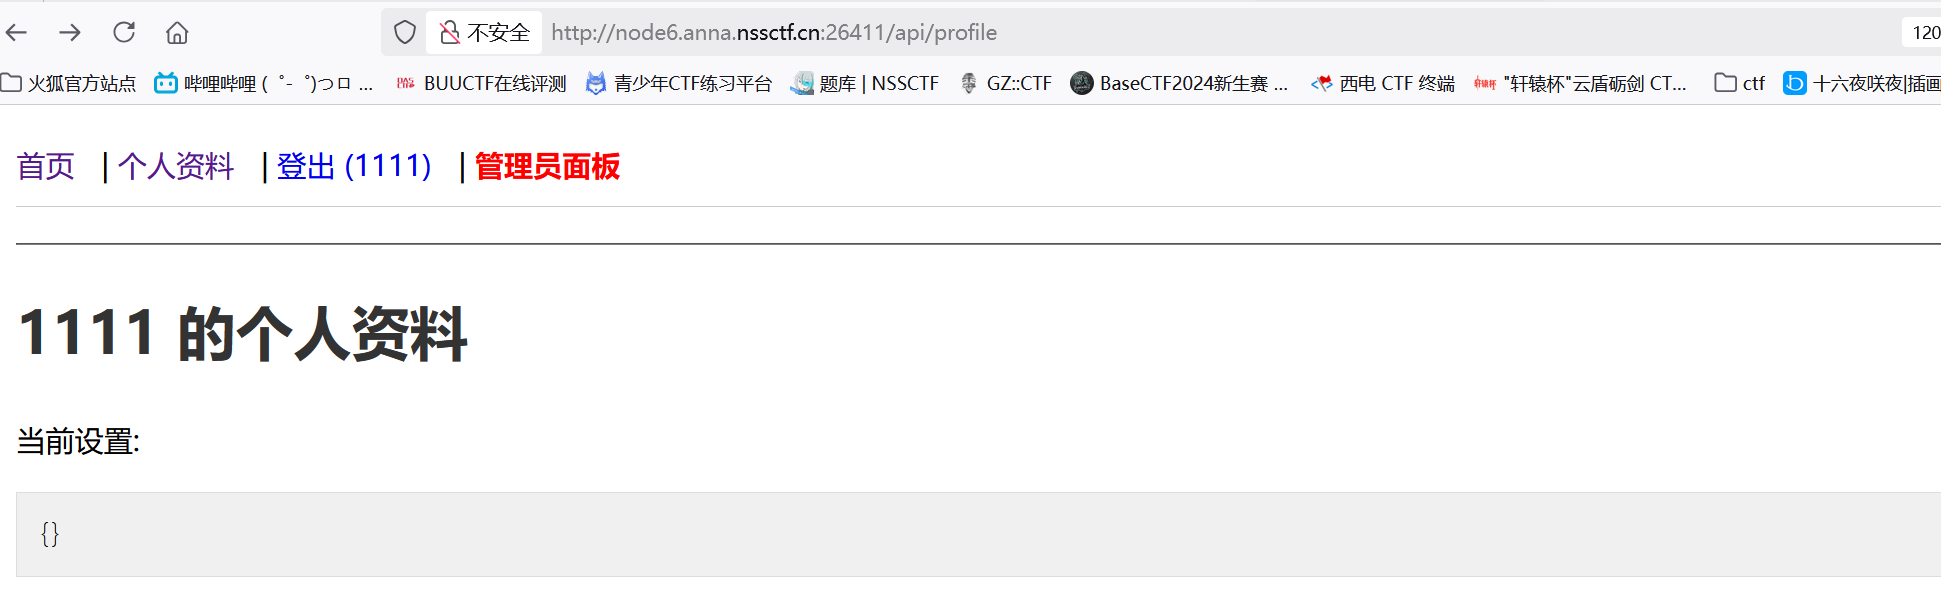 不安全 http://node6.anna.nssctf.cn:26411/api/profile 120
火狐官方站点 哔哩哔哩 ( ゜- ゜)つロ ... BUUCTF在线评测 青少年CTF练习平台 题库 | NSSCTF GZ::CTF BaseCTF2024新生赛 ... 西电 CTF 终端 "轩辕杯"云盾砺剑 CT... ctf 十六夜咲夜|插画
首页 | 个人资料 | 登出 (1111) | 管理员面板
1111 的个人资料
当前设置:
{}